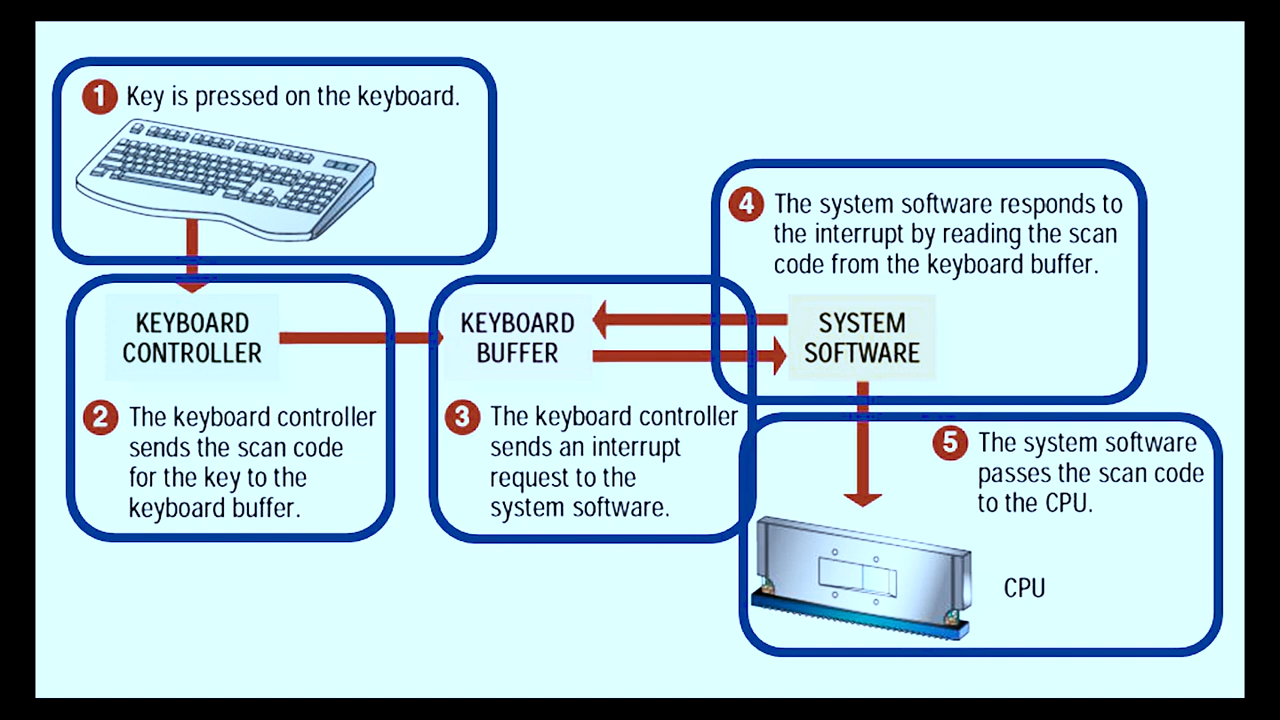 1 Key is pressed on the keyboard.
KEYBOARD
CONTROLLER
2 The keyboard controller
sends the scan code
for the key to the
keyboard buffer.
KEYBOARD
BUFFER
3 The keyboard controller
sends an interrupt
request to the
system software.
4 The system software responds to
the interrupt by reading the scan
code from the keyboard buffer.
SYSTEM
SOFTWARE
5 The system software
passes the scan code
to the CPU.
CPU